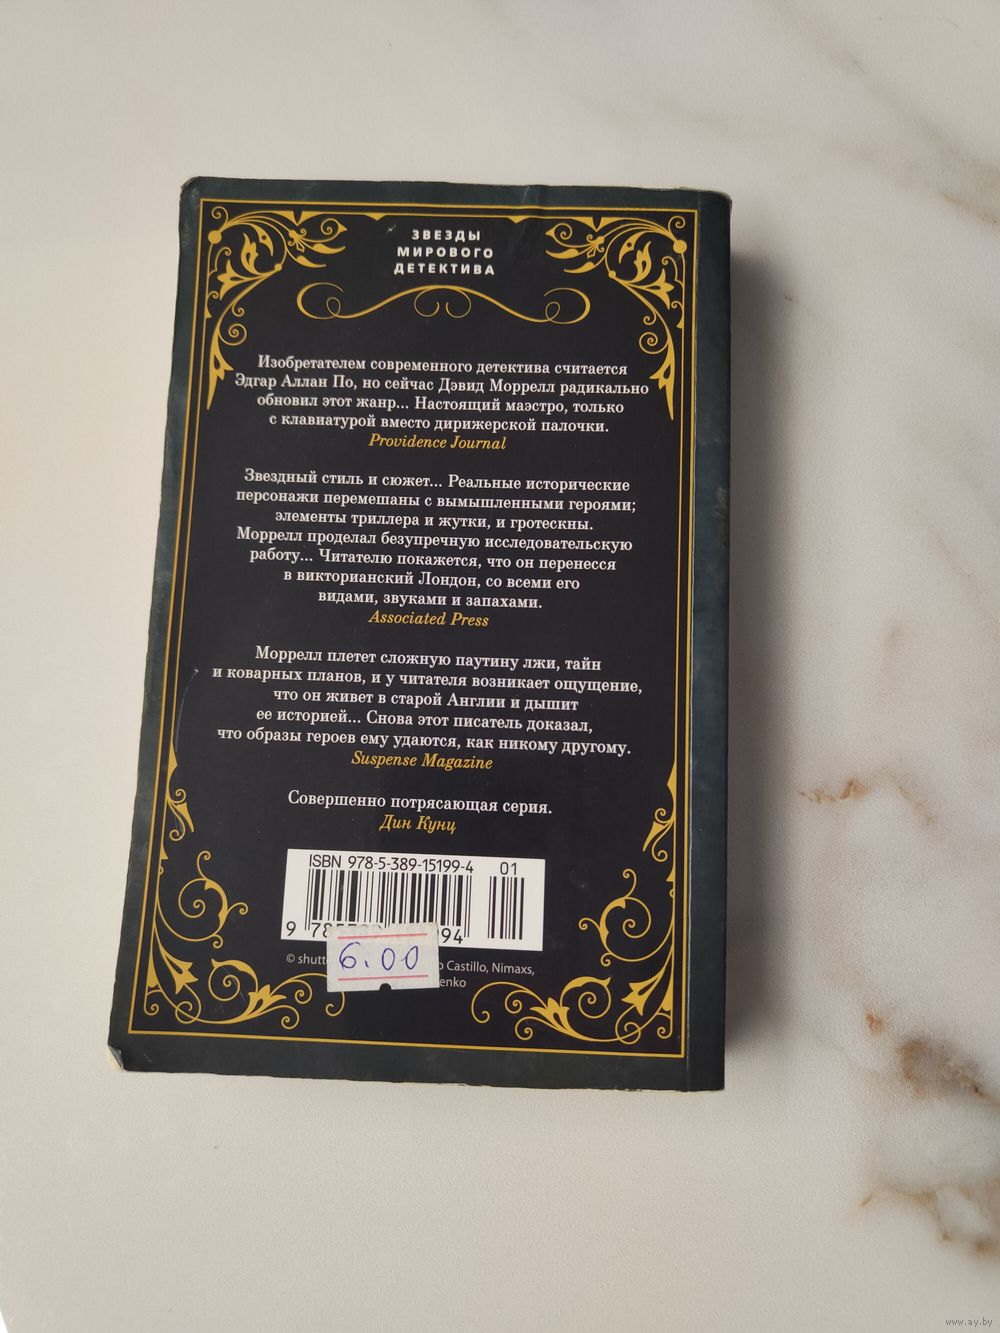 ЗВЕЗДЫ
МИРОВОГО
ДЕТЕКТИВА
Изобретателем современного детектива считается
Эдгар Аллан По, но сейчас Дэвид Моррелл радикально
обновил этот жанр... Настоящий маэстро, только
с клавиатурой вместо дирижерской палочки.
Providence Journal
Звездный стиль и сюжет... Реальные исторические
персонажи перемешаны с вымышленными героями;
элементы триллера и жутки, и гротескны.
Моррелл проделал безупречную исследовательскую
работу... Читателю покажется, что он перенесся
в викторианский Лондон, со всеми его
видами, звуками и запахами.
Associated Press
Моррелл плетет сложную паутину лжи, тайн
и коварных планов, и у читателя возникает ощущение,
что он живет в старой Англии и дышит
ее историей... Снова этот писатель доказал,
что образы героев ему удаются, как никому другому.
Suspense Magazine
Совершенно потрясающая серия.
Дин Кунц
ISBN 978-5-389-15199-4 01
6.00
© Castillo, Nimaxs,
www.ay.by